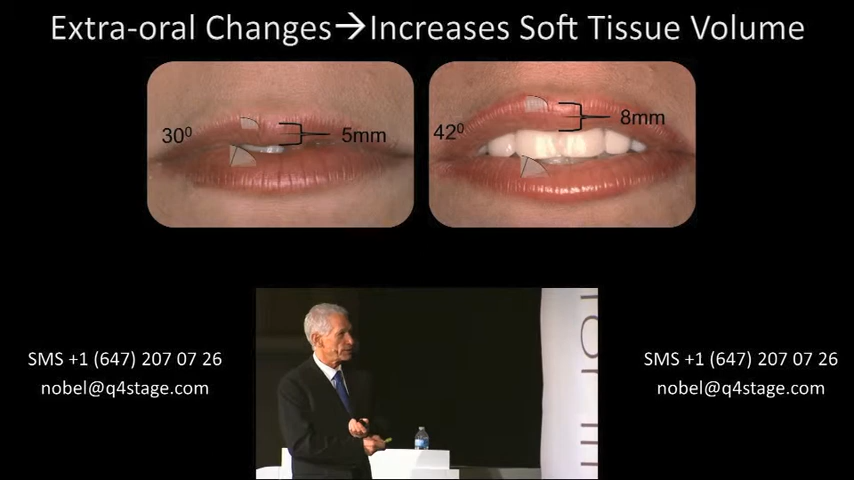 Extra-oral Changes→Increases Soft Tissue Volume
30⁰
5mm
42⁰
8mm
SMS +1 (647) 207 07 26
nobel@q4stage.com
SMS +1 (647) 207 07 26
nobel@q4stage.com